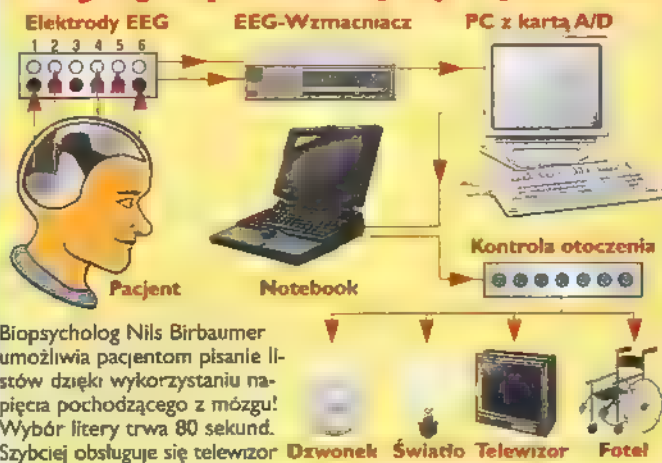 Elektrody EEG
EEG-Wzmacniacz
PC z kartą A/D
1 2 3 4 5 6
Pacjent
Notebook
Kontrola otoczenia
Biopsycholog Nils Birbaumer
umożliwia pacjentom pisanie li-
stów dzięki wykorzystaniu na-
pięcia pochodzącego z mózgu!
Wybór litery trwa 80 sekund.
Szybciej obsługuje się telewizor
Dzwonek
Światło
Telewizor
Fotel